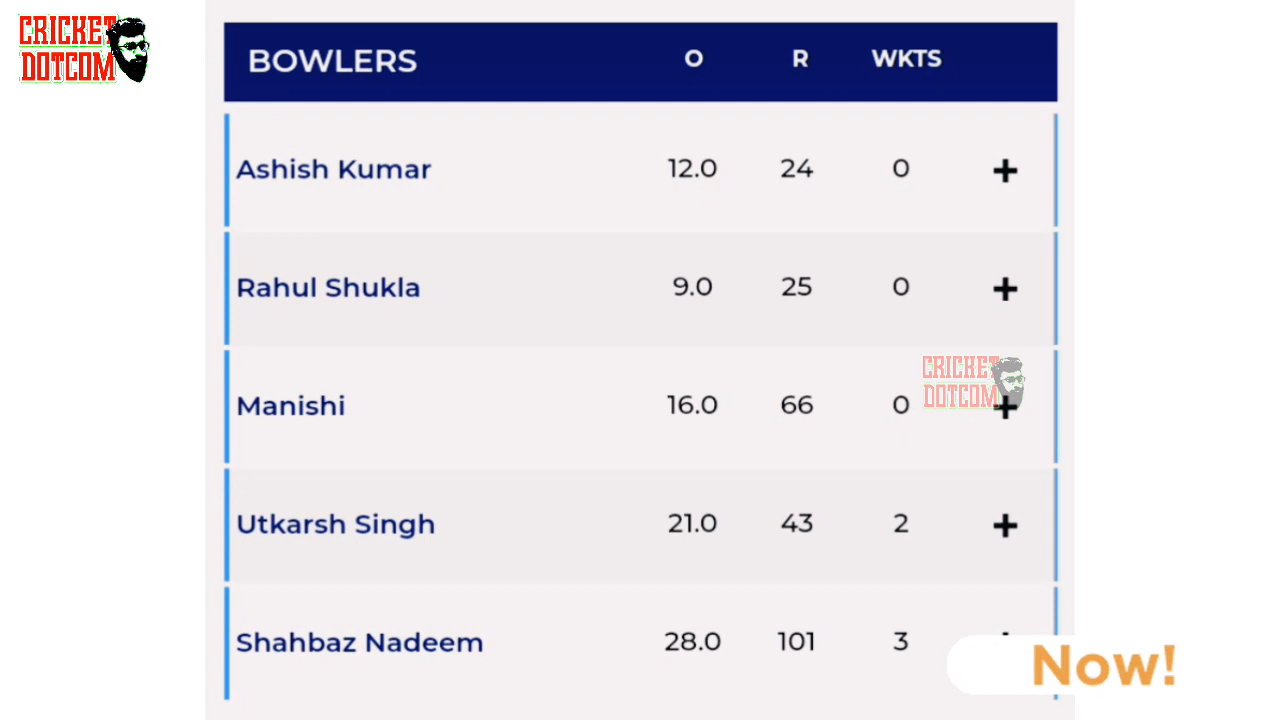 CRICKET
DOTCOM
BOWLERS O R WKTS
Ashish Kumar 12.0 24 0 +
Rahul Shukla 9.0 25 0 +
CRICKET
DOTCOM
Manishi 16.0 66 0 +
Utkarsh Singh 21.0 43 2 +
Shahbaz Nadeem 28.0 101 3
Now!